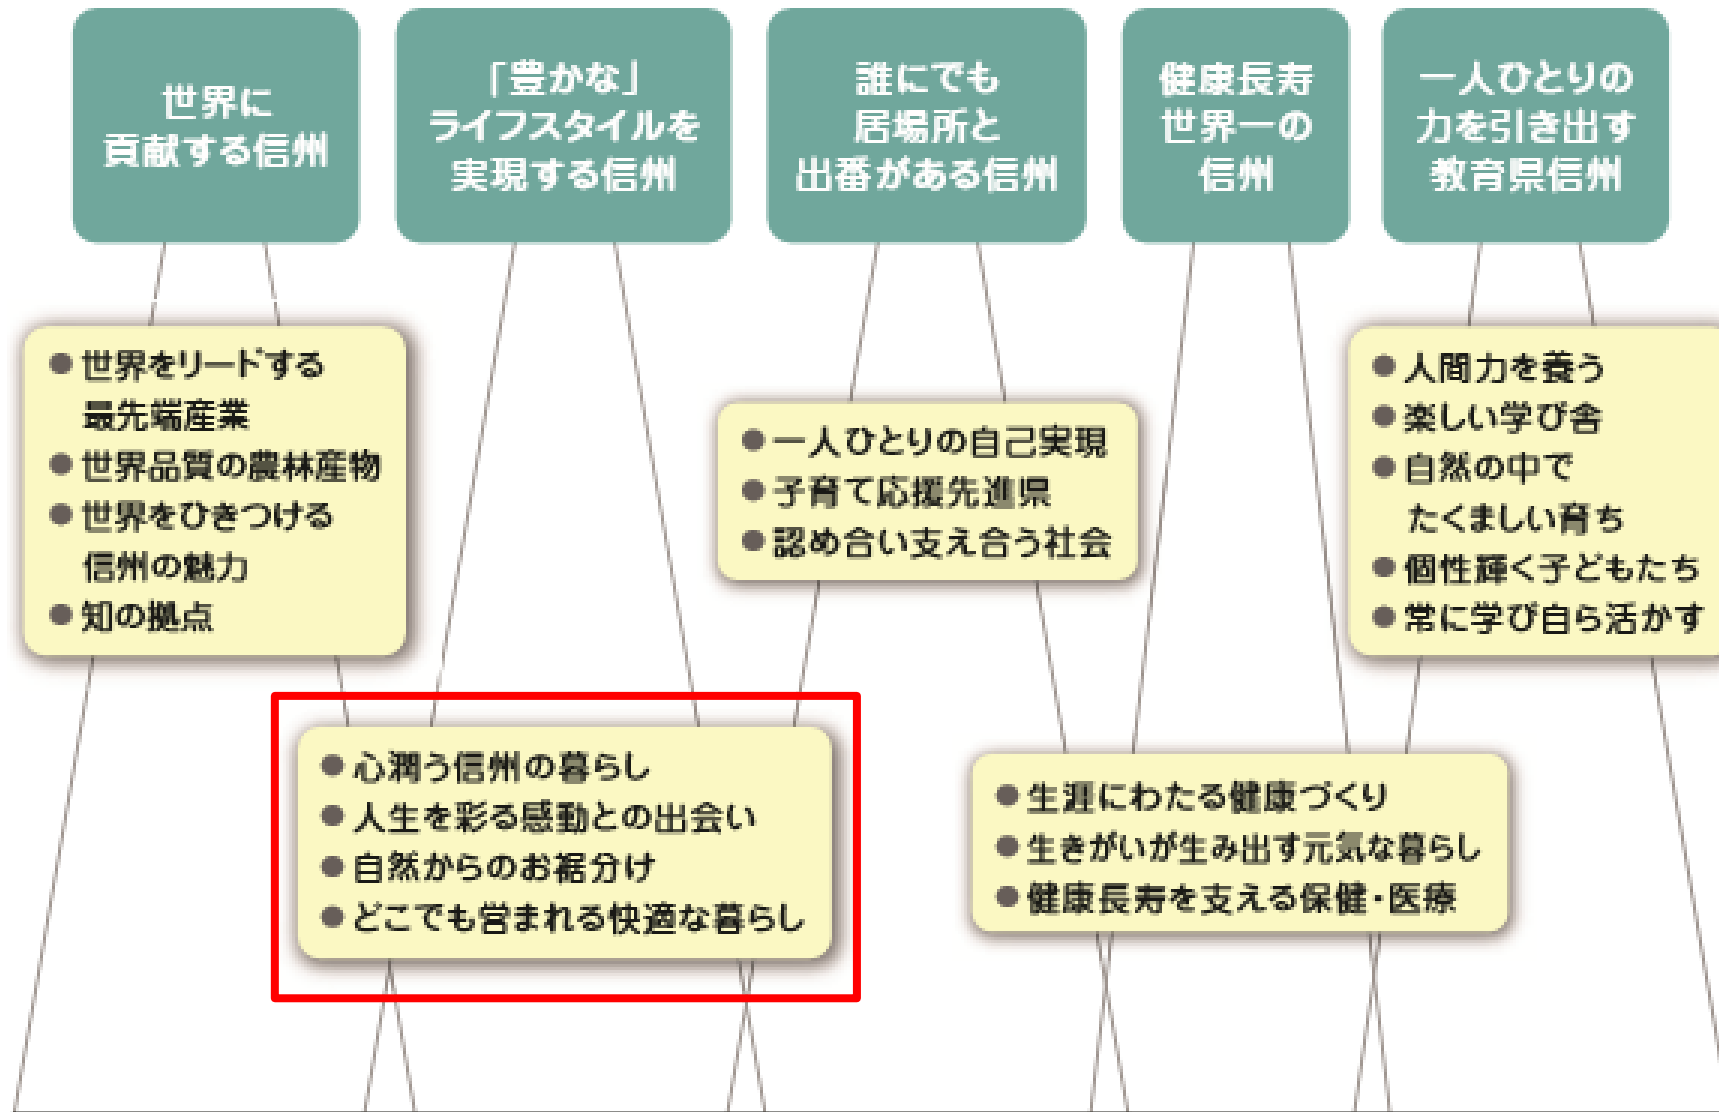 世界に
貢献する信州
「豊かな」
ライフスタイルを
実現する信州
誰にでも
居場所と
出番がある信州
健康長寿
世界一の
信州
一人ひとりの
力を引き出す
教育県信州
●世界をリードする
最先端産業
●世界品質の農林産物
●世界をひきつける
信州の魅力
●知の拠点
●心潤う信州の暮らし
●人生を彩る感動との出会い
●自然からのお裾分け
●どこでも営まれる快適な暮らし
●一人ひとりの自己実現
●子育て応援先進県
●認め合い支え合う社会
●生涯にわたる健康づくり
●生きがいが生み出す元気な暮らし
●健康長寿を支える保健・医療
●人間力を養う
●楽しい学び舎
●自然の中で
たくましい育ち
●個性輝く子どもたち
●常に学び自ら活かす